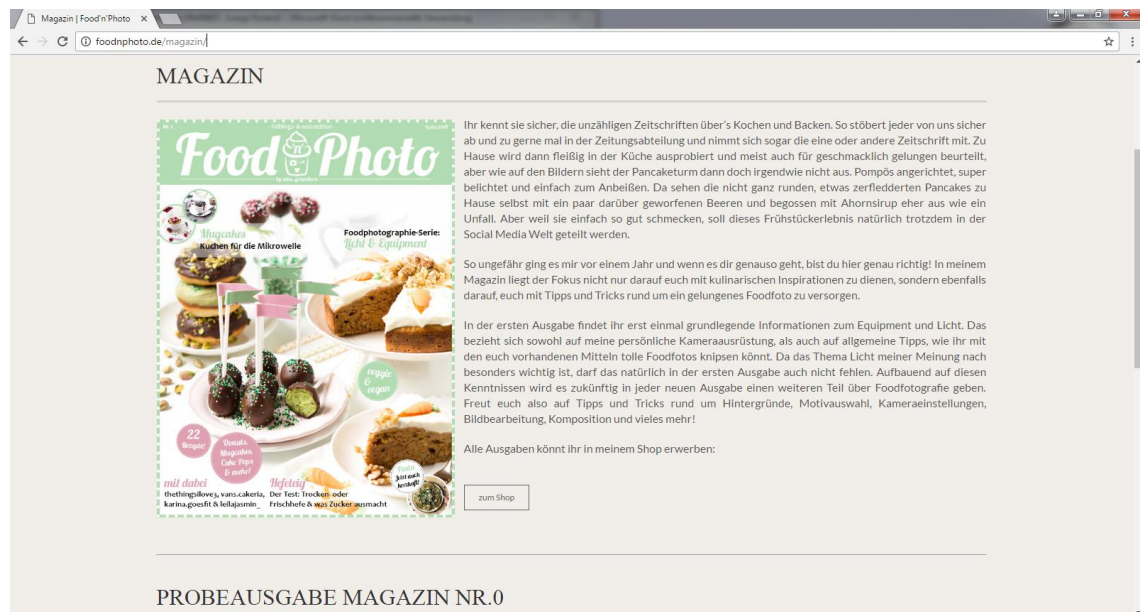 Magazin | Food'n'Photo
foodnphoto.de/magazin/
MAGAZIN
Food 'n' Photo
Mugcakes
Kuchen für die Mikrowelle
Foodphotographie-Serie:
Licht & Equipment
veggie
&
vegan
22
Rezepte!
Donuts,
Mugcakes,
Cake Pops
& mehr!
Pasta
Jetzt auch
herzhaft!
mit dabei
thethingsilove3, vans.cakeria,
karina.goesfit & leilajasmin_
Hefeteig
Der Test: Trocken- oder
Frischhefe & was Zucker ausmacht
Ihr kennt sie sicher, die unzähligen Zeitschriften über's Kochen und Backen. So stöbert jeder von uns sicher
ab und zu gerne mal in der Zeitungsabteilung und nimmt sich sogar die eine oder andere Zeitschrift mit. Zu
Hause wird dann fleißig in der Küche ausprobiert und meist auch für geschmacklich gelungen beurteilt,
aber wie auf den Bildern sieht der Pancaketurm dann doch irgendwie nicht aus. Pompös angerichtet, super
belichtet und einfach zum Anbeißen. Da sehen die nicht ganz runden, etwas zerfledderten Pancakes zu
Hause selbst mit ein paar darüber geworfenen Beeren und begossen mit Ahornsirup eher aus wie ein
Unfall. Aber weil sie einfach so gut schmecken, soll dieses Frühstückerlebnis natürlich trotzdem in der
Social Media Welt geteilt werden.
So ungefähr ging es mir vor einem Jahr und wenn es dir genauso geht, bist du hier genau richtig! In meinem
Magazin liegt der Fokus nicht nur darauf euch mit kulinarischen Inspirationen zu dienen, sondern ebenfalls
darauf, euch mit Tipps und Tricks rund um ein gelungenes Foodfoto zu versorgen.
In der ersten Ausgabe findet ihr erst einmal grundlegende Informationen zum Equipment und Licht. Das
bezieht sich sowohl auf meine persönliche Kameraausrüstung, als auch auf allgemeine Tipps, wie ihr mit
den euch vorhandenen Mitteln tolle Foodfotos knipsen könnt. Da das Thema Licht meiner Meinung nach
besonders wichtig ist, darf das natürlich in der ersten Ausgabe auch nicht fehlen. Aufbauend auf diesen
Kenntnissen wird es zukünftig in jeder neuen Ausgabe einen weiteren Teil über Foodfotografie geben.
Freut euch also auf Tipps und Tricks rund um Hintergründe, Motivauswahl, Kameraeinstellungen,
Bildbearbeitung, Komposition und vieles mehr!
Alle Ausgaben könnt ihr in meinem Shop erwerben:
zum Shop
PROBEAUSGABE MAGAZIN NR.0